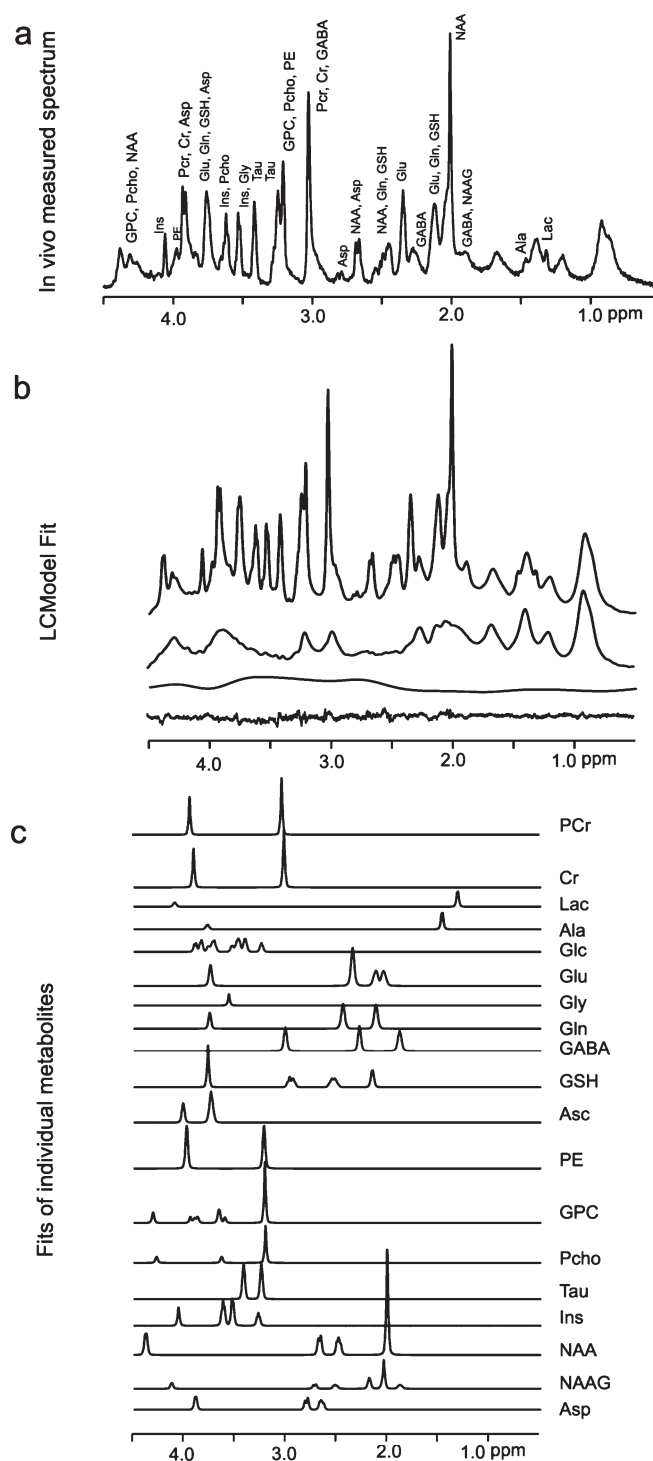 a
In vivo measured spectrum
GPC, Pcho, NAA
Ins
PE
Pcr, Cr, Asp
Glu, Gln, GSH, Asp
Ins, Pcho
Ins, Gly
Tau
Tau
GPC, Pcho, PE
Pcr, Cr, GABA
Asp
NAA, Asp
NAA, Gln, GSH
Glu
GABA
Glu, Gln, GSH
NAA
GABA, NAAG
Ala
Lac
4.0 3.0 2.0 1.0 ppm
b
LCModel Fit
4.0 3.0 2.0 1.0 ppm
c
Fits of individual metabolites
PCr
Cr
Lac
Ala
Glc
Glu
Gly
Gln
GABA
GSH
Asc
PE
GPC
Pcho
Tau
Ins
NAA
NAAG
Asp
4.0 3.0 2.0 1.0 ppm